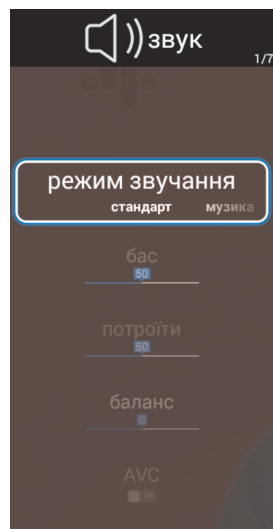 звук
1/7
режим звучання
стандарт музика
бас
50
потроїти
50
баланс
0
AVC